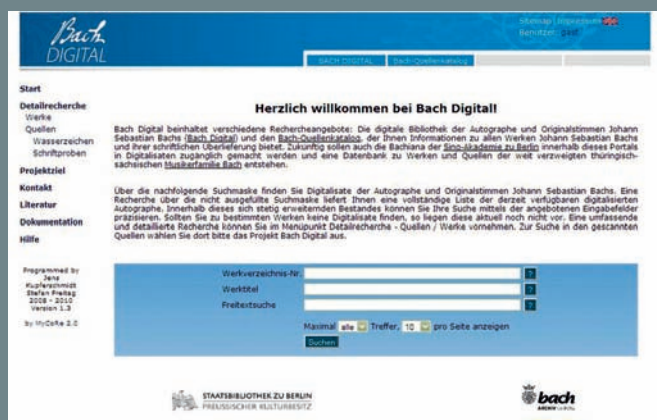 Bach
DIGITAL
Sitemap | Impressum
Benutzer: gast
BACH DIGITAL
Bach-Quellenkatalog
Start
Detailrecherche
Werke
Quellen
Wasserzeichen
Schriftproben
Projektziel
Kontakt
Literatur
Dokumentation
Hilfe
Programmed by
Jens
Kupferschmidt
Stefan Freitag
2008 - 2010
Version 1.3
by MyCoRe 2.0
Herzlich willkommen bei Bach Digital!
Bach Digital beinhaltet verschiedene Rechercheangebote: Die digitale Bibliothek der Autographe und Originalstimmen Johann
Sebastian Bachs (Bach Digital) und den Bach-Quellenkatalog, der Ihnen Informationen zu allen Werken Johann Sebastian Bachs
und ihrer schriftlichen Überlieferung bietet. Zukünftig sollen auch die Bachiana der Sing-Akademie zu Berlin innerhalb dieses Portals
in Digitalisaten zugänglich gemacht werden und eine Datenbank zu Werken und Quellen der weit verzweigten thüringisch-
sächsischen Musikerfamilie Bach entstehen.
Über die nachfolgende Suchmaske finden Sie Digitalisate der Autographe und Originalstimmen Johann Sebastian Bachs. Eine
Recherche über die nicht ausgefüllte Suchmaske liefert Ihnen eine vollständige Liste der derzeit verfügbaren digitalisierten
Autographe. Innerhalb dieses sich stetig erweiternden Bestandes können Sie Ihre Suche mittels der angebotenen Eingabefelder
präzisieren. Sollten Sie zu bestimmten Werken keine Digitalisate finden, so liegen diese aktuell noch nicht vor. Eine umfassende
und detaillierte Recherche können Sie im Menüpunkt Detailrecherche - Quellen / Werke vornehmen. Zur Suche in den gescannten
Quellen wählen Sie dort bitte das Projekt Bach Digital aus.
Werkverzeichnis-Nr. ?
Werktitel ?
Freitextsuche ?
Maximal alle Treffer, 10 pro Seite anzeigen
Suchen
STAATSBIBLIOTHEK ZU BERLIN
PREUSSISCHER KULTURBESITZ
bach
ARCHIV LEIPZIG